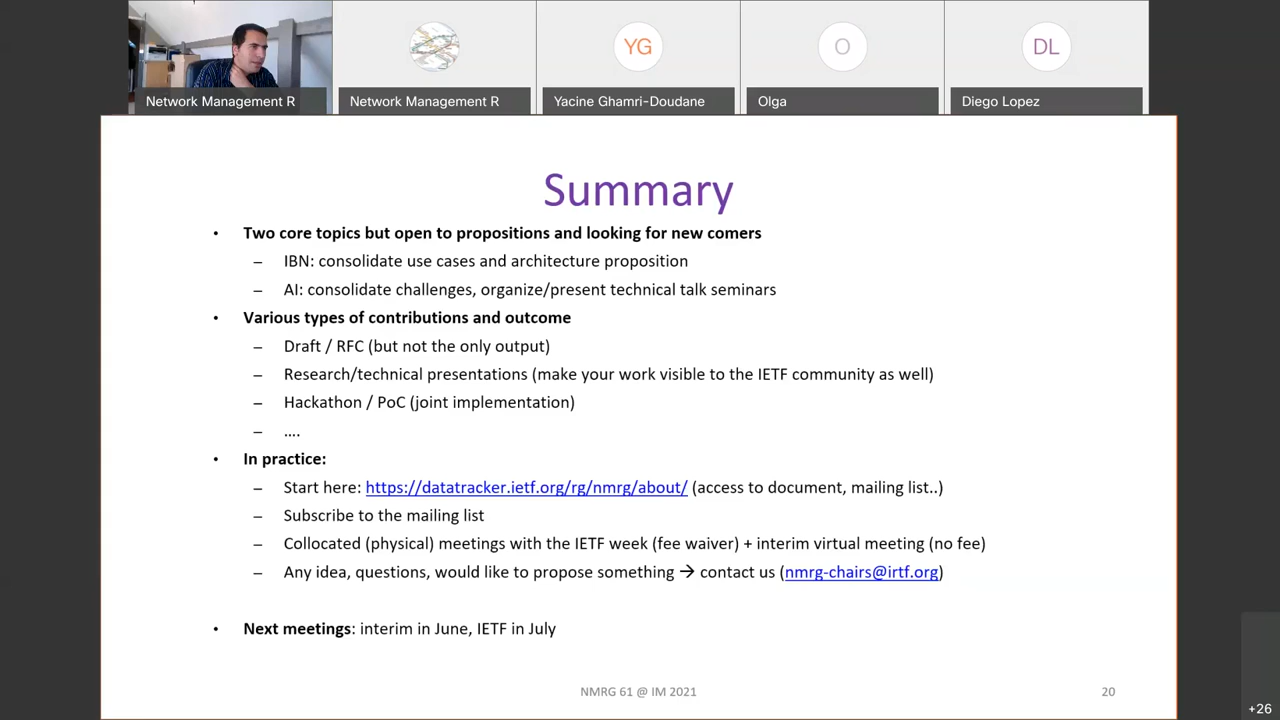 YG
O
DL
Network Management R
Network Management R
Yacine Ghamri-Doudane
Olga
Diego Lopez
Summary
• Two core topics but open to propositions and looking for new comers
– IBN: consolidate use cases and architecture proposition
– AI: consolidate challenges, organize/present technical talk seminars
• Various types of contributions and outcome
– Draft / RFC (but not the only output)
– Research/technical presentations (make your work visible to the IETF community as well)
– Hackathon / PoC (joint implementation)
– ....
• In practice:
– Start here: https://datatracker.ietf.org/rg/nmrg/about/ (access to document, mailing list..)
– Subscribe to the mailing list
– Collocated (physical) meetings with the IETF week (fee waiver) + interim virtual meeting (no fee)
– Any idea, questions, would like to propose something → contact us (nmrg-chairs@irtf.org)
• Next meetings: interim in June, IETF in July
NMRG 61 @ IM 2021
20
+26